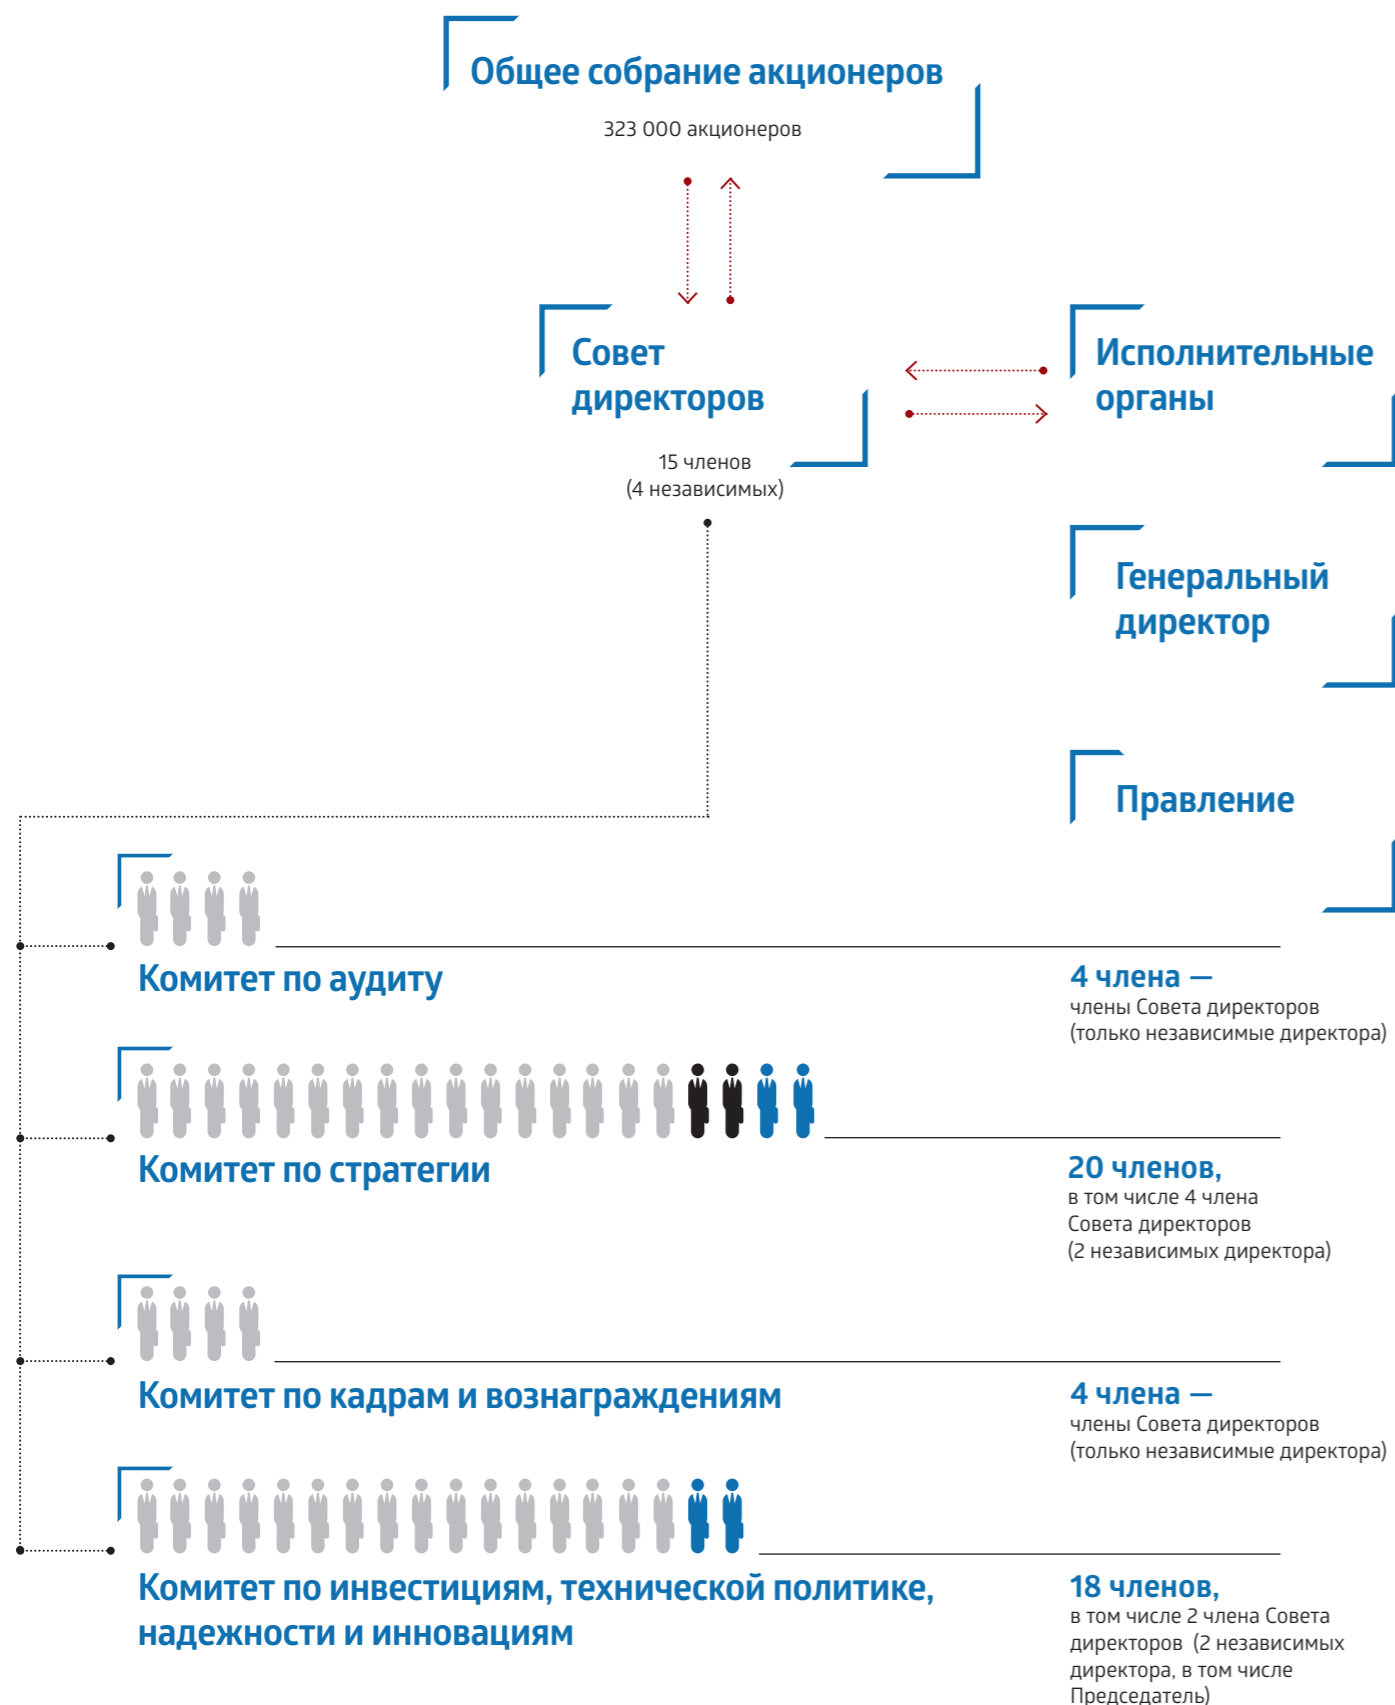 Общее собрание акционеров
323 000 акционеров
Совет
директоров
15 членов
(4 независимых)
Исполнительные
органы
Генеральный
директор
Правление
Комитет по аудиту
4 члена —
члены Совета директоров
(только независимые директора)
Комитет по стратегии
20 членов,
в том числе 4 члена
Совета директоров
(2 независимых директора)
Комитет по кадрам и вознаграждениям
4 члена —
члены Совета директоров
(только независимые директора)
Комитет по инвестициям, технической политике,
надежности и инновациям
18 членов,
в том числе 2 члена Совета
директоров (2 независимых
директора, в том числе
Председатель)